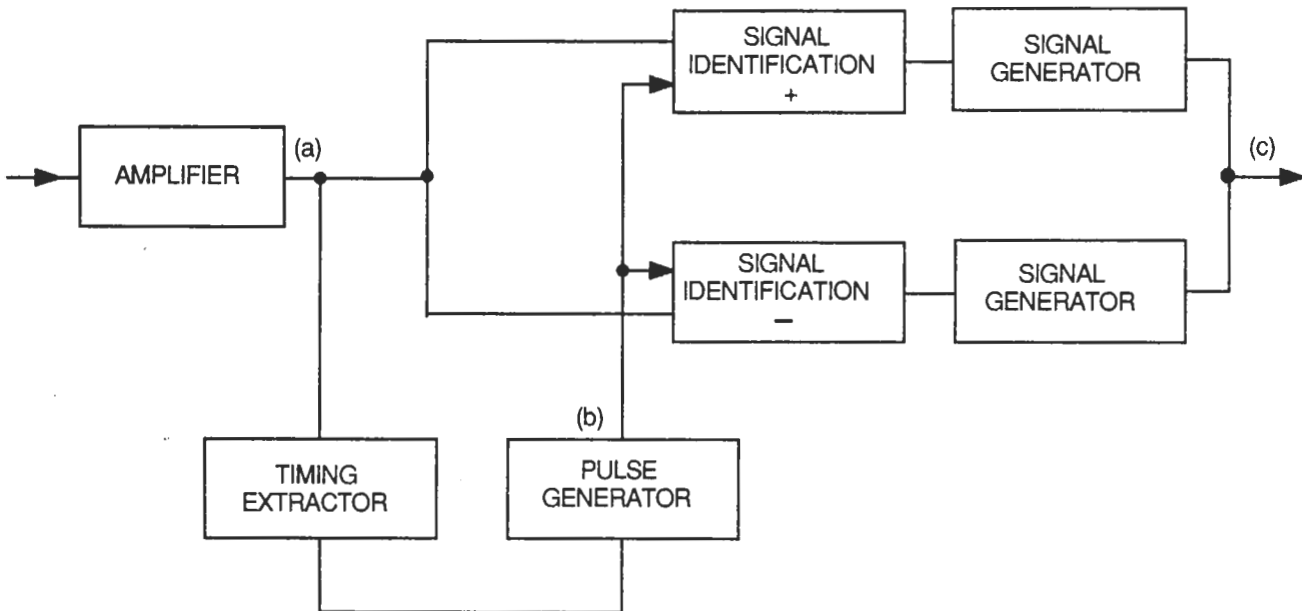 SIGNAL
IDENTIFICATION
+
SIGNAL
GENERATOR
(a)
AMPLIFIER
(c)
SIGNAL
IDENTIFICATION
–
SIGNAL
GENERATOR
(b)
TIMING
EXTRACTOR
PULSE
GENERATOR